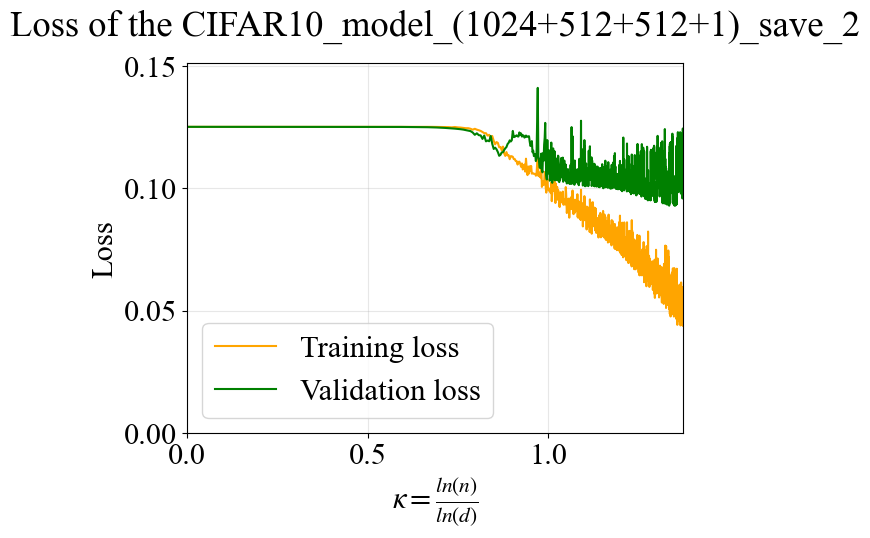 Loss of the CIFAR10_model_(1024+512+512+1)_save_2
0.15
0.10
0.05
0.00
Loss
Training loss
Validation loss
0.0 0.5 1.0
κ = ln(n)/ln(d)